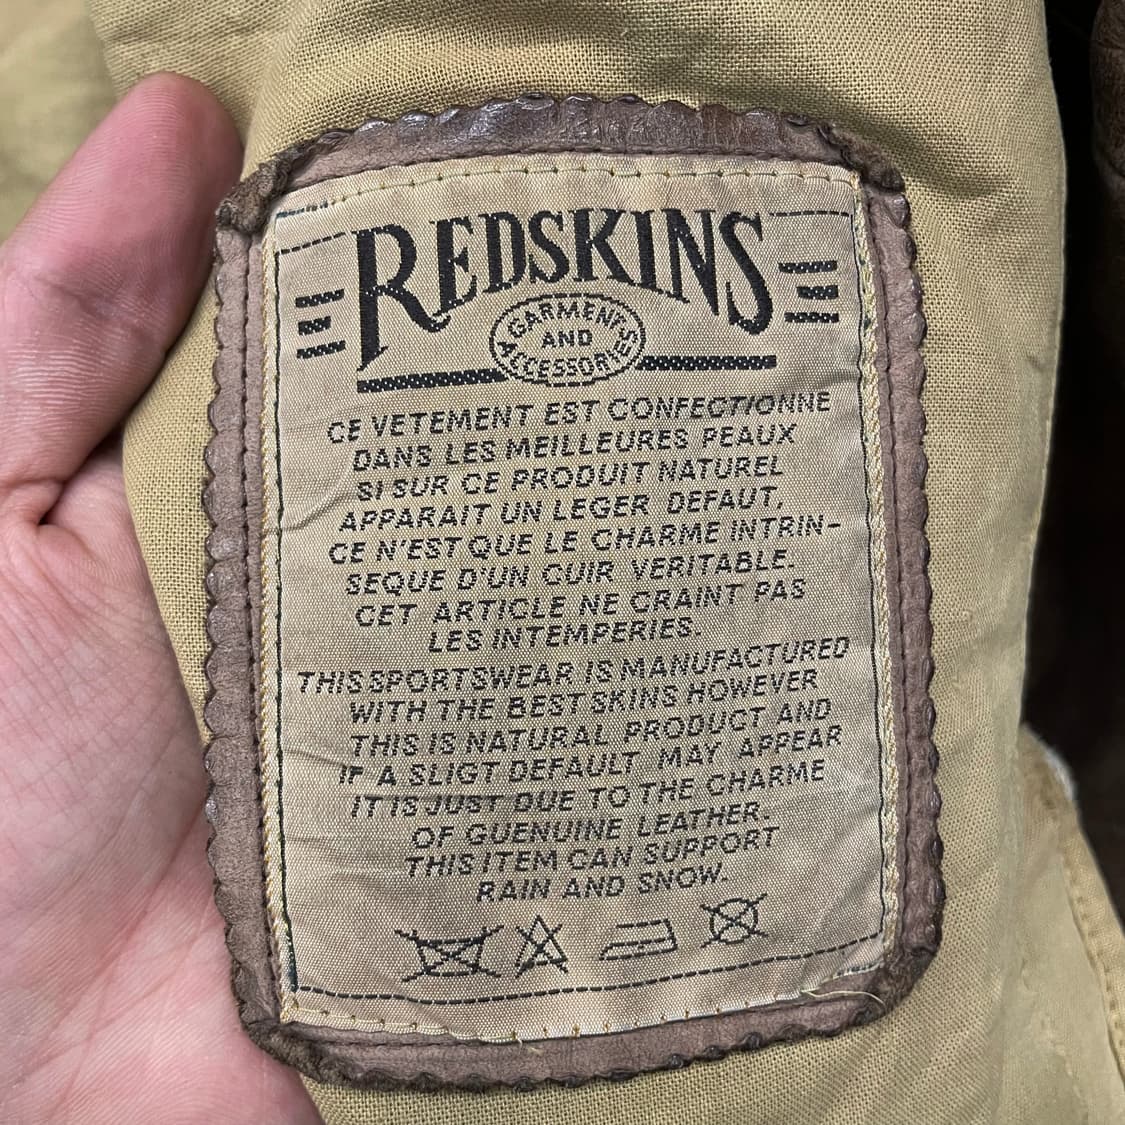 REDSKINS
GARMENTS
AND
ACCESSORIES
CE VETEMENT EST CONFECTIONNE
DANS LES MEILLEURES PEAUX
SI SUR CE PRODUIT NATUREL
APPARAIT UN LEGER DEFAUT,
CE N'EST QUE LE CHARME INTRIN-
SEQUE D'UN CUIR VERITABLE.
CET ARTICLE NE CRAINT PAS
LES INTEMPERIES.
THIS SPORTSWEAR IS MANUFACTURED
WITH THE BEST SKINS HOWEVER
THIS IS NATURAL PRODUCT AND
IF A SLIGT DEFAULT MAY APPEAR
IT IS JUST DUE TO THE CHARME
OF GUENUINE LEATHER.
THIS ITEM CAN SUPPORT
RAIN AND SNOW.